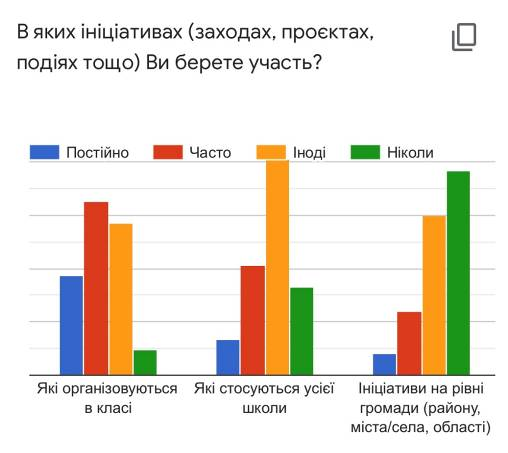 В яких ініціативах (заходах, проєктах,
подіях тощо) Ви берете участь?
Постійно Часто Іноді Ніколи
Які організовуються
в класі
Які стосуються усієї
школи
Ініціативи на рівні
громади (району,
міста/села, області)